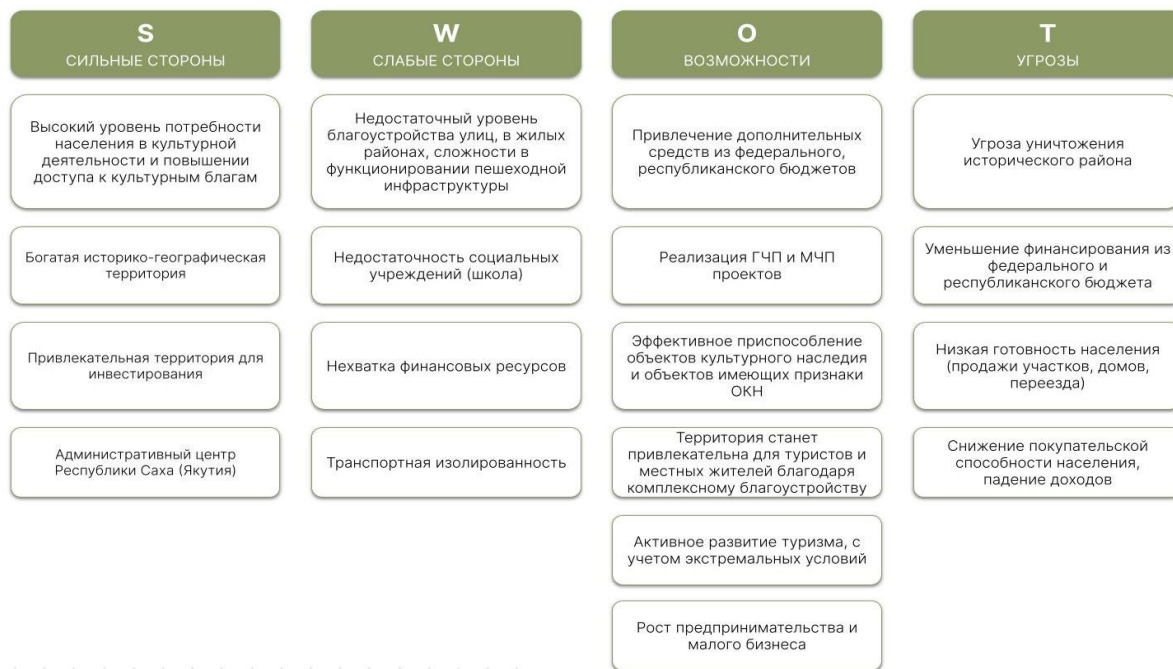 S
СИЛЬНЫЕ СТОРОНЫ
Высокий уровень потребности
населения в культурной
деятельности и повышении
доступа к культурным благам
Богатая историко-географическая
территория
Привлекательная территория для
инвестирования
Административный центр
Республики Саха (Якутия)
W
СЛАБЫЕ СТОРОНЫ
Недостаточный уровень
благоустройства улиц, в жилых
районах, сложности в
функционировании пешеходной
инфраструктуры
Недостаточность социальных
учреждений (школа)
Нехватка финансовых ресурсов
Транспортная изолированность
O
ВОЗМОЖНОСТИ
Привлечение дополнительных
средств из федерального,
республиканского бюджетов
Реализация ГЧП и МЧП
проектов
Эффективное приспособление
объектов культурного наследия
и объектов имеющих признаки
ОКН
Территория станет
привлекательна для туристов и
местных жителей благодаря
комплексному благоустройству
Активное развитие туризма, с
учетом экстремальных условий
Рост предпринимательства и
малого бизнеса
T
УГРОЗЫ
Угроза уничтожения
исторического района
Уменьшение финансирования из
федерального и
республиканского бюджета
Низкая готовность населения
(продажи участков, домов,
переезда)
Снижение покупательской
способности населения,
падение доходов